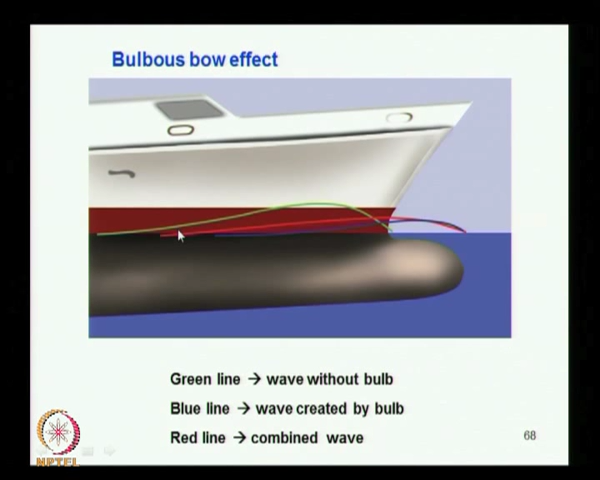 Bulbous bow effect
Green line → wave without bulb
Blue line → wave created by bulb
Red line → combined wave
68
NPTEL